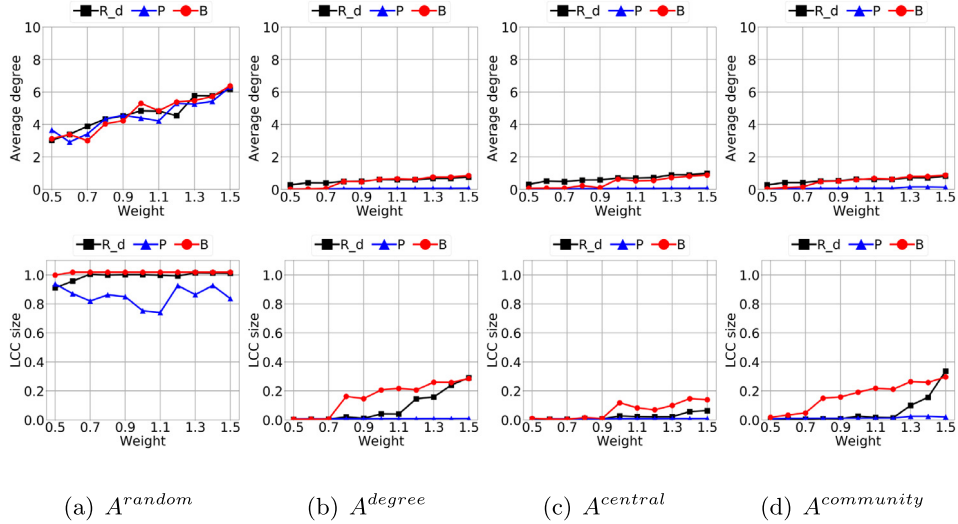 R_d P B
R_d P B
R_d P B
R_d P B
Average degree
10
8
6
4
2
0
0.5 0.7 0.9 1.1 1.3 1.5
Weight
Average degree
10
8
6
4
2
0
0.5 0.7 0.9 1.1 1.3 1.5
Weight
Average degree
10
8
6
4
2
0
0.5 0.7 0.9 1.1 1.3 1.5
Weight
Average degree
10
8
6
4
2
0
0.5 0.7 0.9 1.1 1.3 1.5
Weight
R_d P B
R_d P B
R_d P B
R_d P B
LCC size
1.0
0.8
0.6
0.4
0.2
0.0
0.5 0.7 0.9 1.1 1.3 1.5
Weight
LCC size
1.0
0.8
0.6
0.4
0.2
0.0
0.5 0.7 0.9 1.1 1.3 1.5
Weight
LCC size
1.0
0.8
0.6
0.4
0.2
0.0
0.5 0.7 0.9 1.1 1.3 1.5
Weight
LCC size
1.0
0.8
0.6
0.4
0.2
0.0
0.5 0.7 0.9 1.1 1.3 1.5
Weight
(a) A^random
(b) A^degree
(c) A^central
(d) A^community